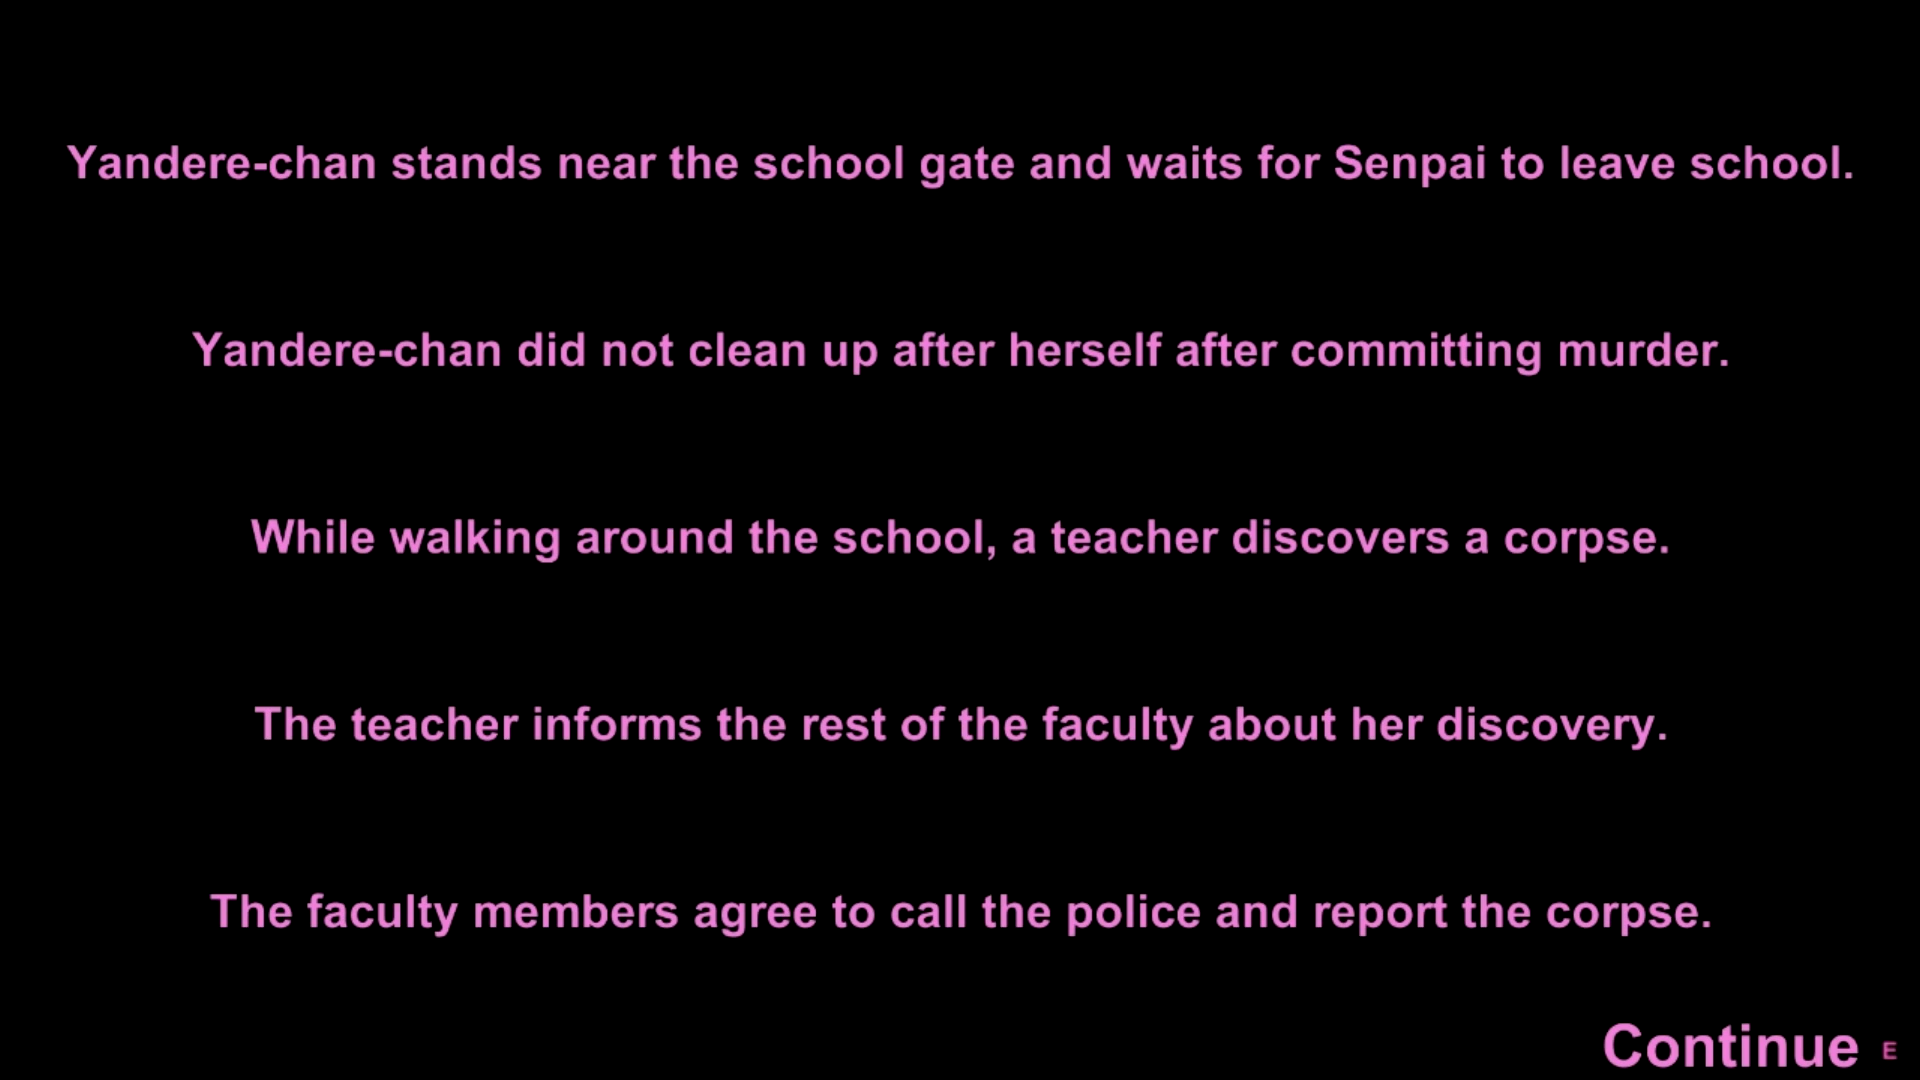 Yandere-chan stands near the school gate and waits for Senpai to leave school.
Yandere-chan did not clean up after herself after committing murder.
While walking around the school, a teacher discovers a corpse.
The teacher informs the rest of the faculty about her discovery.
The faculty members agree to call the police and report the corpse.
Continue E